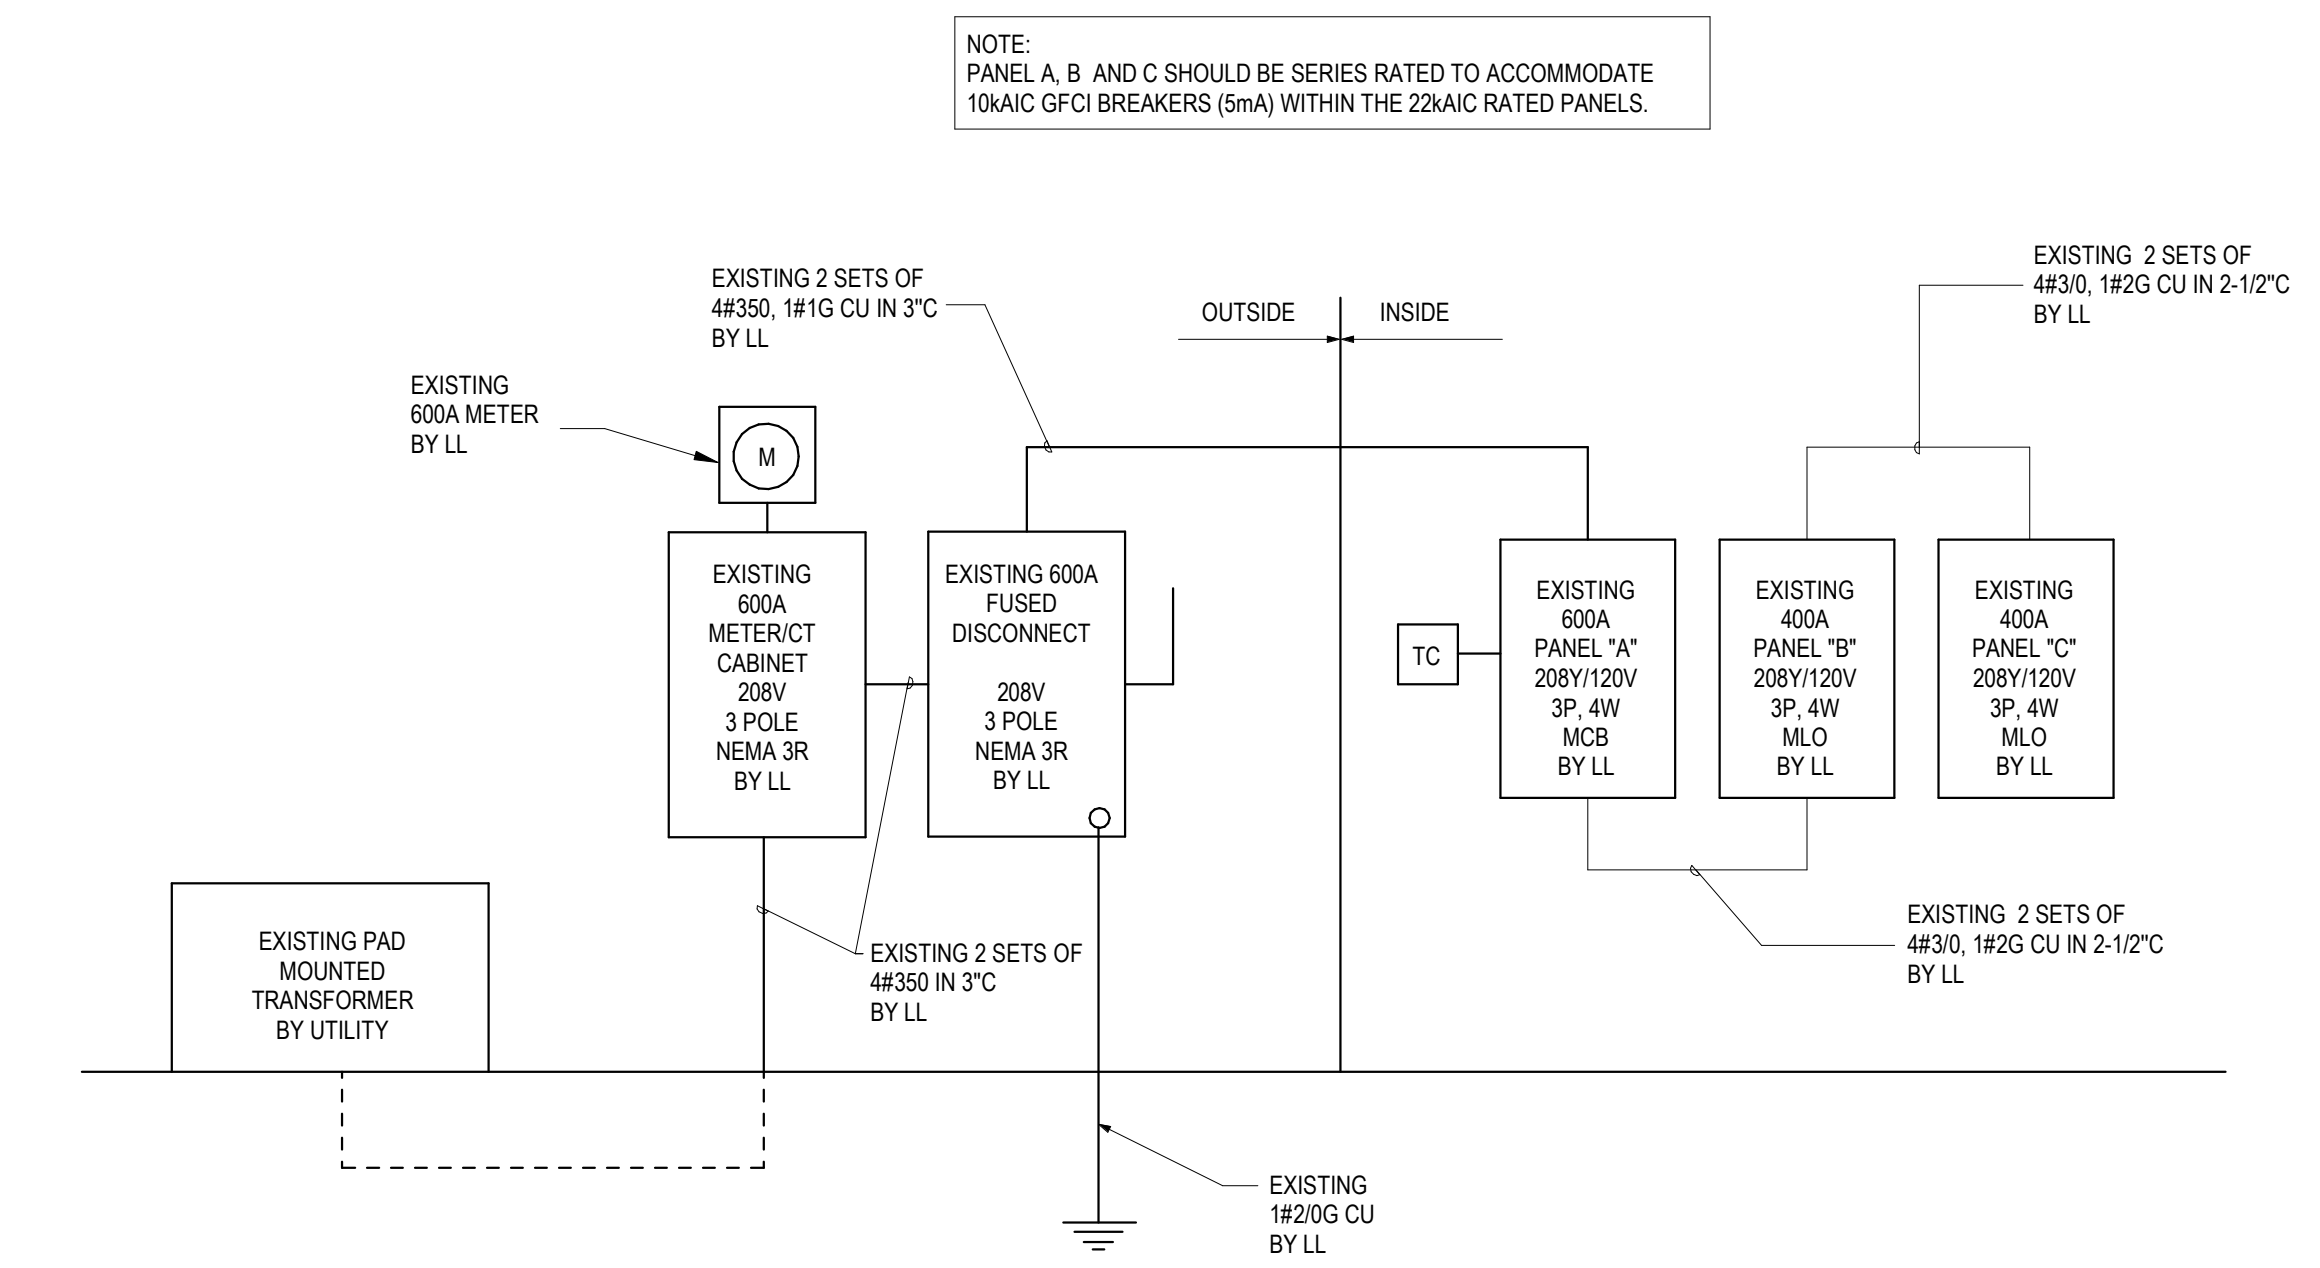 NOTE:
PANEL A, B  AND C SHOULD BE SERIES RATED TO ACCOMMODATE
10kAIC GFCI BREAKERS (5mA) WITHIN THE 22kAIC RATED PANELS.
EXISTING  2 SETS OF
4#3/0, 1#2G CU IN 2-1/2"C
BY LL
EXISTING 2 SETS OF
4#350, 1#1G CU IN 3"C
BY LL
OUTSIDE
INSIDE
EXISTING
600A METER
BY LL
M
EXISTING
600A
METER/CT
CABINET
208V
3 POLE
NEMA 3R
BY LL
EXISTING 600A
FUSED
DISCONNECT
208V
3 POLE
NEMA 3R
BY LL
TC
EXISTING
600A
PANEL "A"
208Y/120V
3P, 4W
MCB
BY LL
EXISTING
400A
PANEL "B"
208Y/120V
3P, 4W
MLO
BY LL
EXISTING
400A
PANEL "C"
208Y/120V
3P, 4W
MLO
BY LL
EXISTING  2 SETS OF
4#3/0, 1#2G CU IN 2-1/2"C
BY LL
EXISTING PAD
MOUNTED
TRANSFORMER
BY UTILITY
EXISTING 2 SETS OF
4#350 IN 3"C
BY LL
EXISTING
1#2/0G CU
BY LL